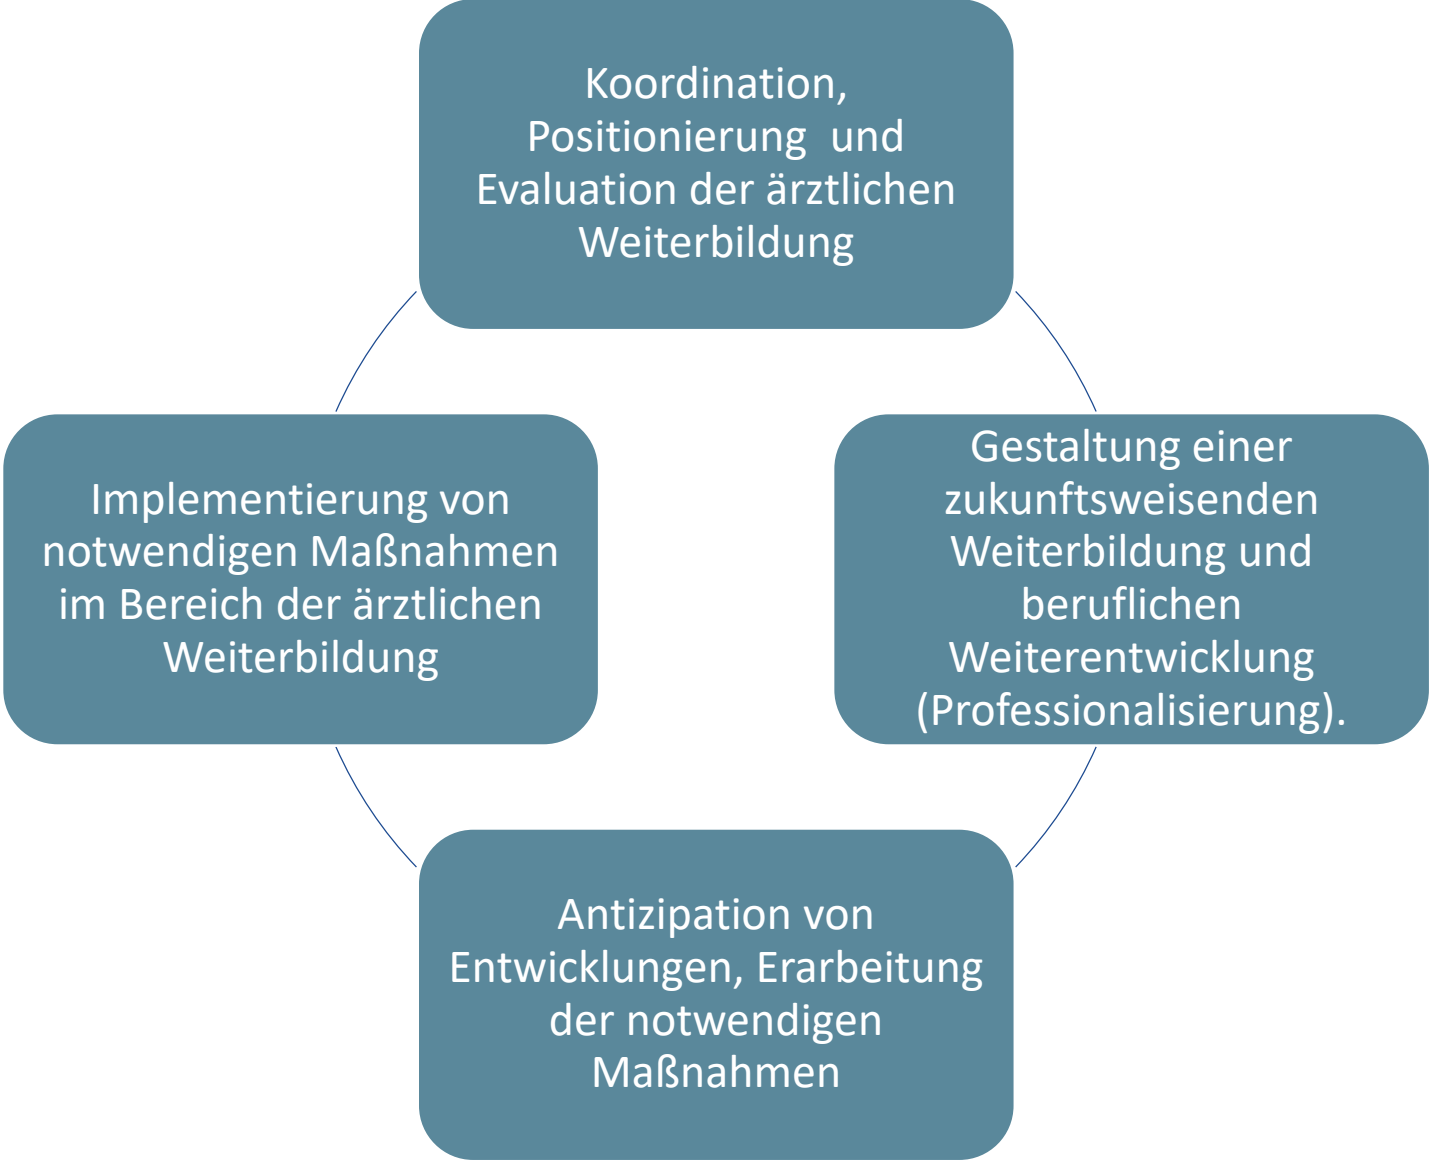 Koordination,
Positionierung  und
Evaluation der ärztlichen
Weiterbildung
Gestaltung einer
zukunftsweisenden
Weiterbildung und
beruflichen
Weiterentwicklung
(Professionalisierung).
Antizipation von
Entwicklungen, Erarbeitung
der notwendigen
Maßnahmen
Implementierung von
notwendigen Maßnahmen
im Bereich der ärztlichen
Weiterbildung